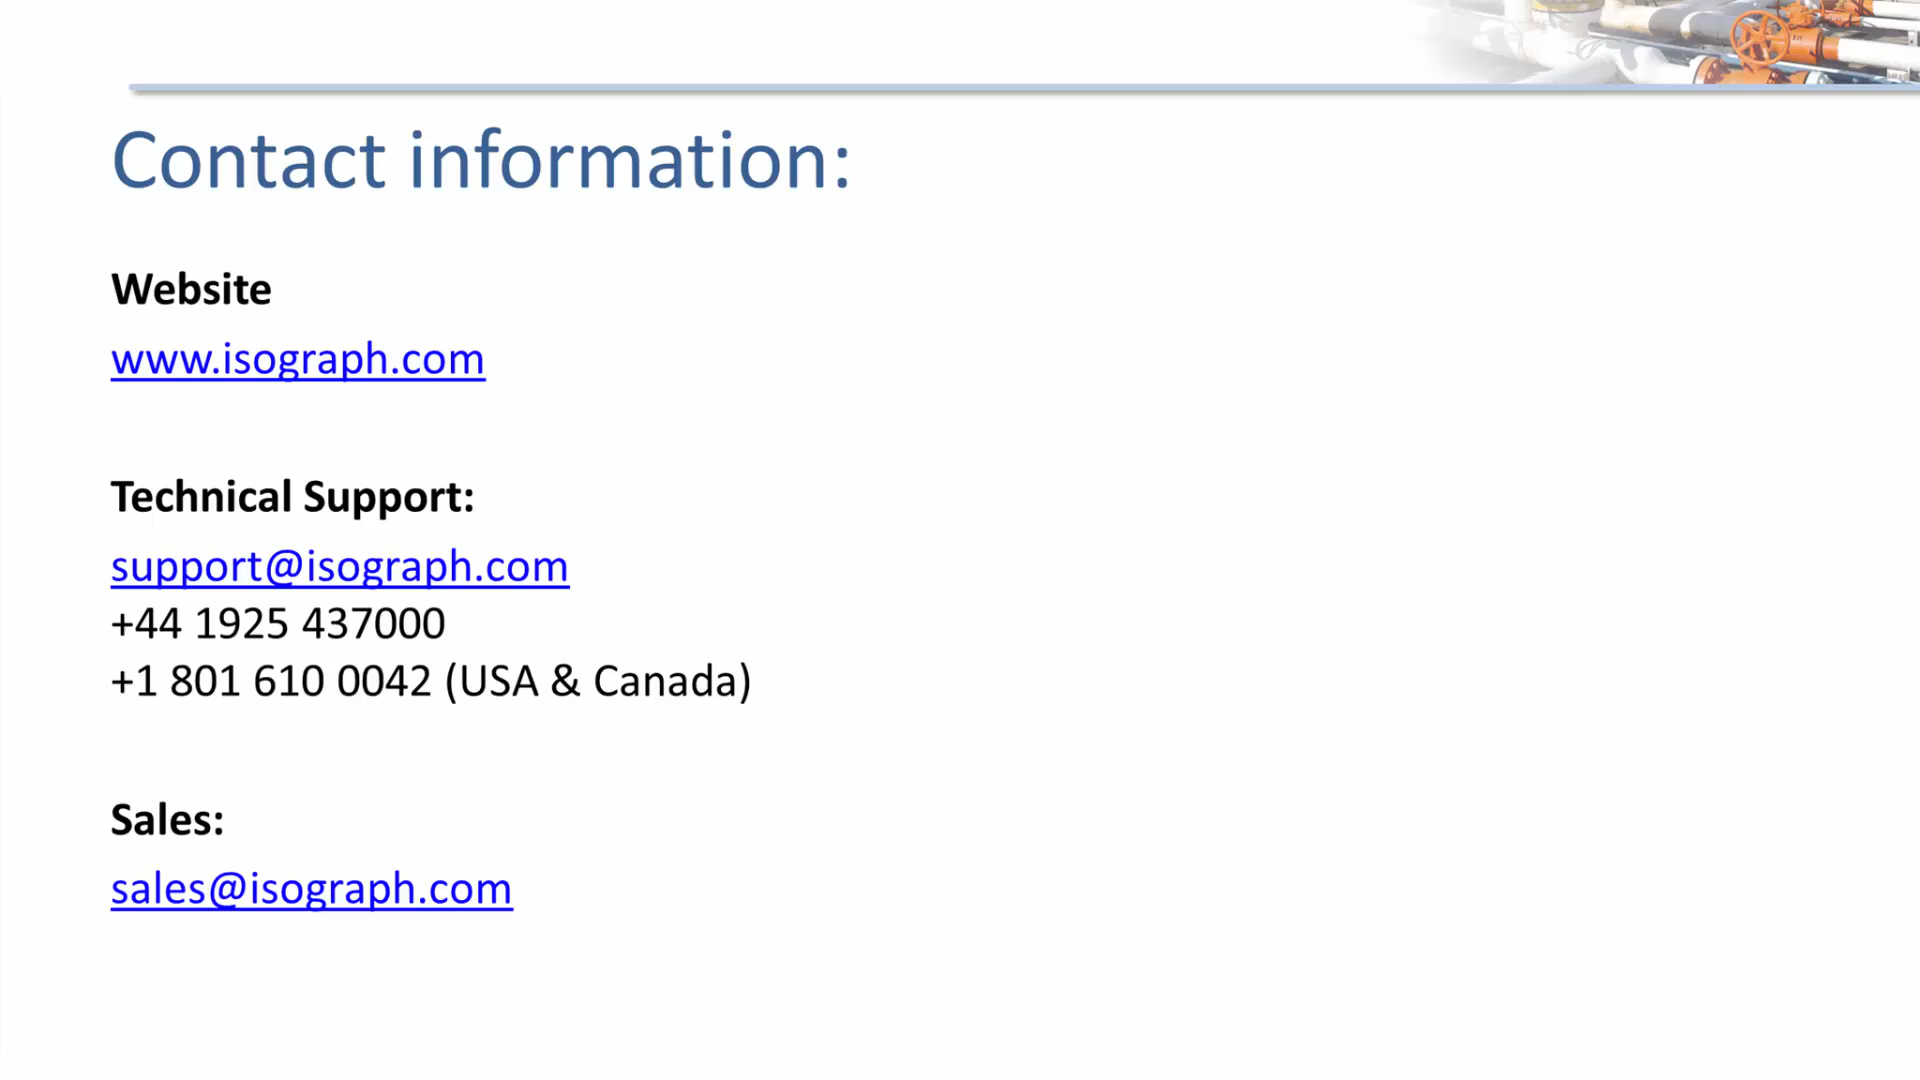 Contact information:
Website
www.isograph.com
Technical Support:
support@isograph.com
+44 1925 437000
+1 801 610 0042 (USA & Canada)
Sales:
sales@isograph.com